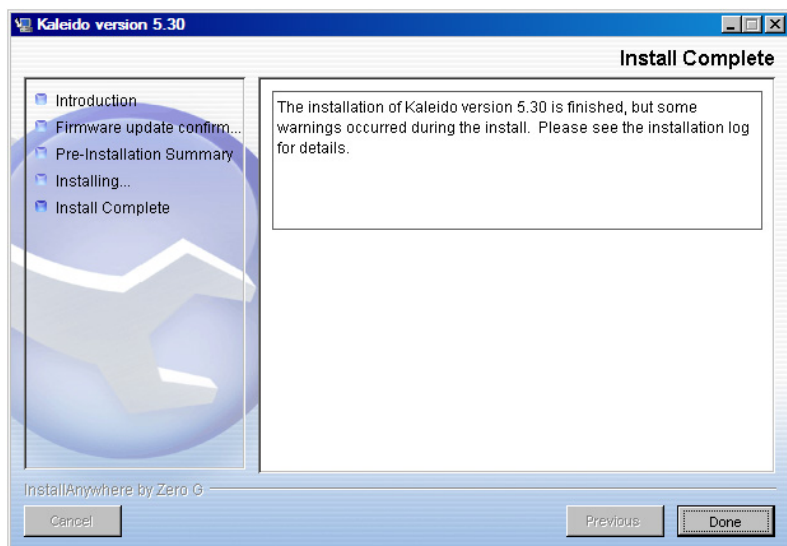 Kaleido version 5.30
Install Complete
Introduction
Firmware update confirm...
Pre-Installation Summary
Installing...
Install Complete
The installation of Kaleido version 5.30 is finished, but some
warnings occurred during the install.  Please see the installation log
for details.
InstallAnywhere by Zero G
Cancel
Previous
Done